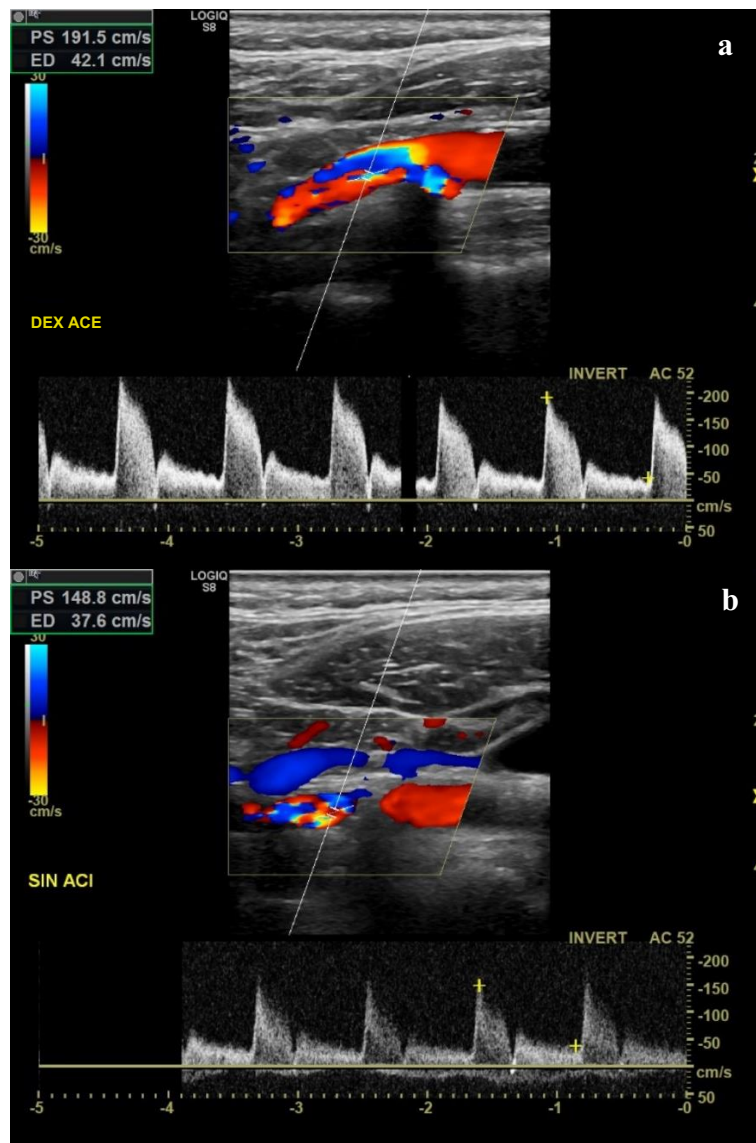 LOGIQ
S8
a
PS 191.5 cm/s
ED 42.1 cm/s
30
-30
cm/s
DEX ACE
INVERT AC 52
-200
-150
-100
-50
cm/s
50
-5 -4 -3 -2 -1 -0
LOGIQ
S8
b
PS 148.8 cm/s
ED 37.6 cm/s
30
-30
cm/s
SIN ACI
INVERT AC 52
-200
-150
-100
-50
cm/s
50
-5 -4 -3 -2 -1 -0